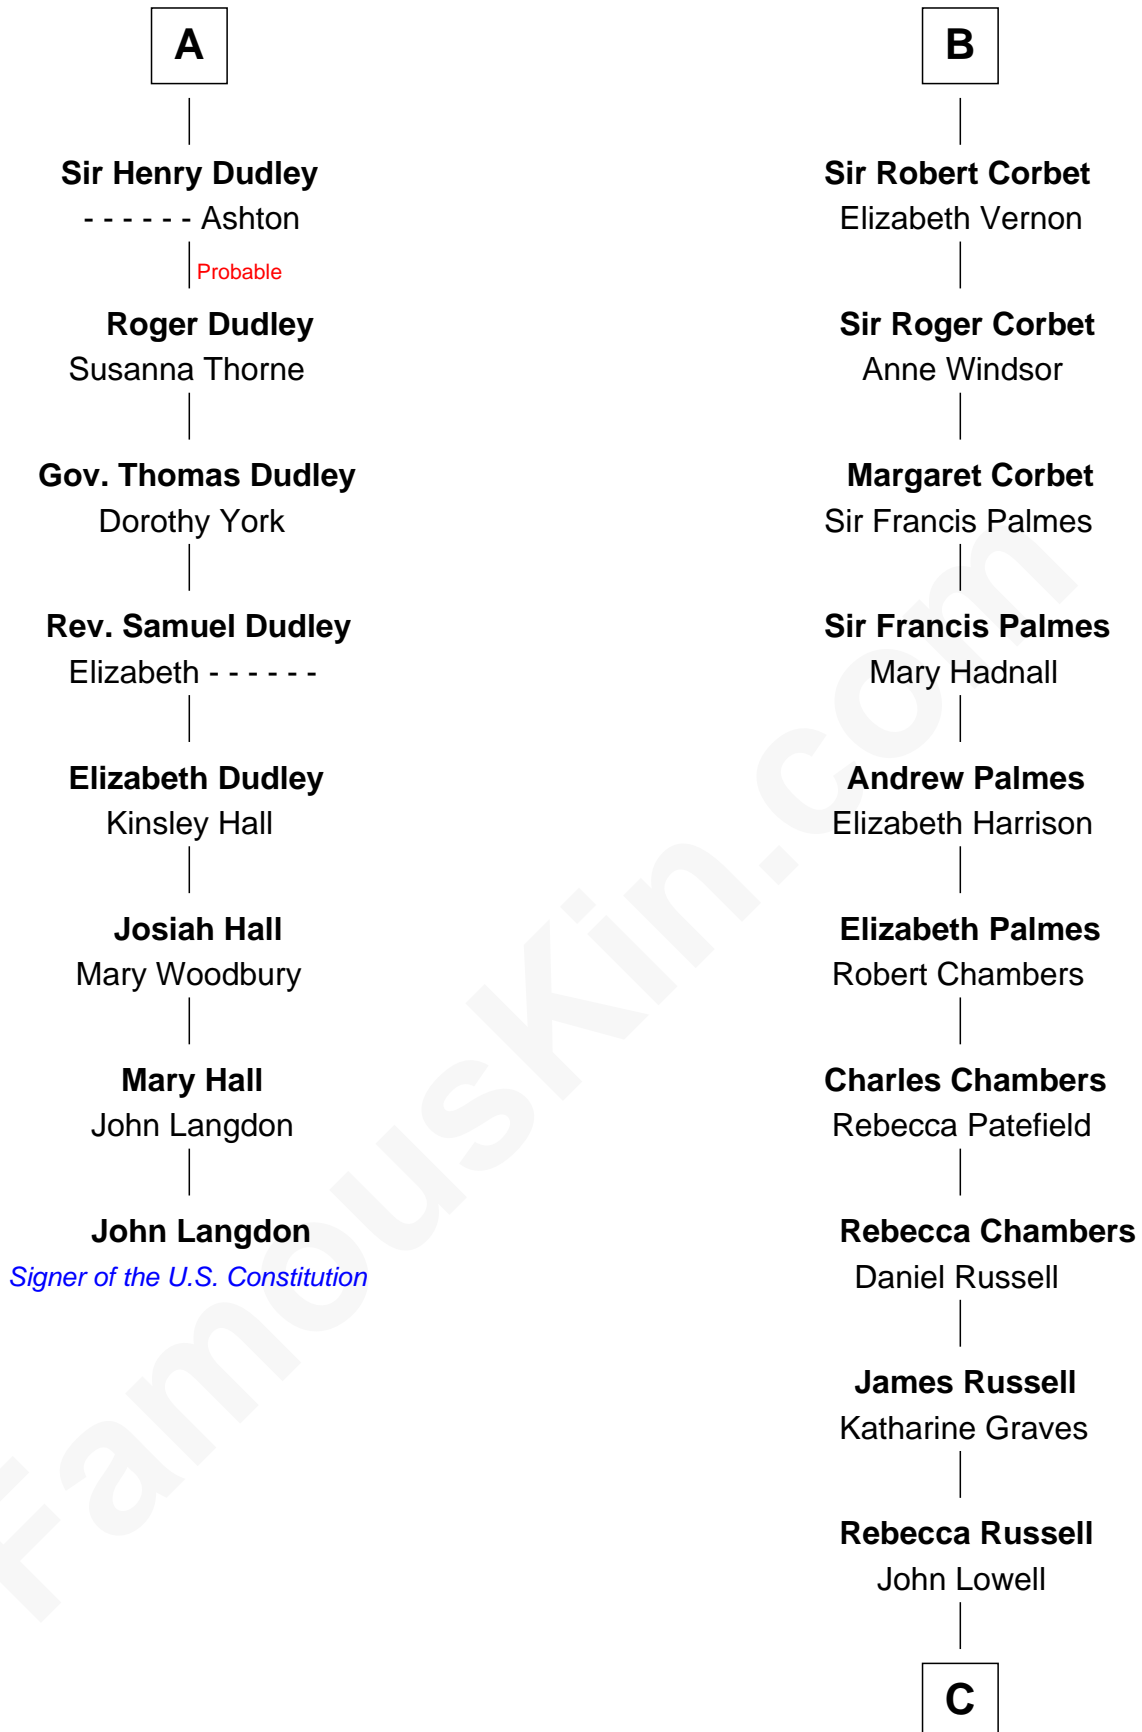 A
Sir Henry Dudley
- - - - - - Ashton
Probable
Roger Dudley
Susanna Thorne
Gov. Thomas Dudley
Dorothy York
Rev. Samuel Dudley
Elizabeth - - - - - -
Elizabeth Dudley
Kinsley Hall
Josiah Hall
Mary Woodbury
Mary Hall
John Langdon
John Langdon
Signer of the U.S. Constitution
B
Sir Robert Corbet
Elizabeth Vernon
Sir Roger Corbet
Anne Windsor
Margaret Corbet
Sir Francis Palmes
Sir Francis Palmes
Mary Hadnall
Andrew Palmes
Elizabeth Harrison
Elizabeth Palmes
Robert Chambers
Charles Chambers
Rebecca Patefield
Rebecca Chambers
Daniel Russell
James Russell
Katharine Graves
Rebecca Russell
John Lowell
C
FamousKin.com